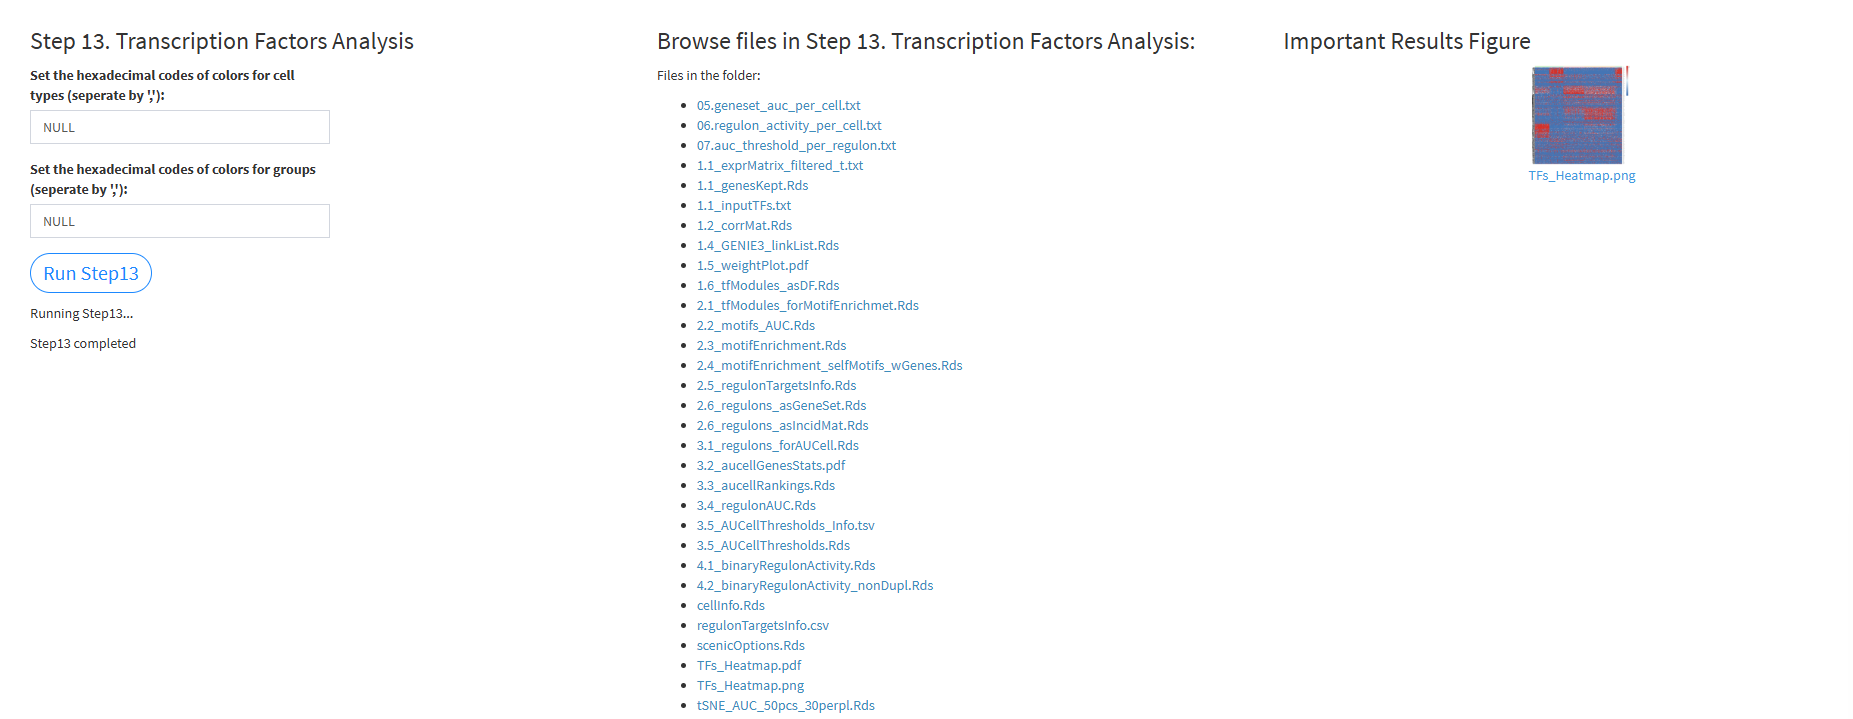 Step 13. Transcription Factors Analysis
Set the hexadecimal codes of colors for cell
types (seperate by ','):
NULL
Set the hexadecimal codes of colors for groups
(seperate by ','):
NULL
Run Step13
Running Step13...
Step13 completed
Browse files in Step 13. Transcription Factors Analysis:
Files in the folder:
05.geneset_auc_per_cell.txt
06.regulon_activity_per_cell.txt
07.auc_threshold_per_regulon.txt
1.1_exprMatrix_filtered_t.txt
1.1_genesKept.Rds
1.1_inputTFs.txt
1.2_corrMat.Rds
1.4_GENIE3_linkList.Rds
1.5_weightPlot.pdf
1.6_tfModules_asDF.Rds
2.1_tfModules_forMotifEnrichmet.Rds
2.2_motifs_AUC.Rds
2.3_motifEnrichment.Rds
2.4_motifEnrichment_selfMotifs_wGenes.Rds
2.5_regulonTargetsInfo.Rds
2.6_regulons_asGeneSet.Rds
2.6_regulons_asIncidMat.Rds
3.1_regulons_forAUCell.Rds
3.2_aucellGenesStats.pdf
3.3_aucellRankings.Rds
3.4_regulonAUC.Rds
3.5_AUCellThresholds_Info.tsv
3.5_AUCellThresholds.Rds
4.1_binaryRegulonActivity.Rds
4.2_binaryRegulonActivity_nonDupl.Rds
cellInfo.Rds
regulonTargetsInfo.csv
scenicOptions.Rds
TFs_Heatmap.pdf
TFs_Heatmap.png
tSNE_AUC_50pcs_30perpl.Rds
Important Results Figure
TFs_Heatmap.png